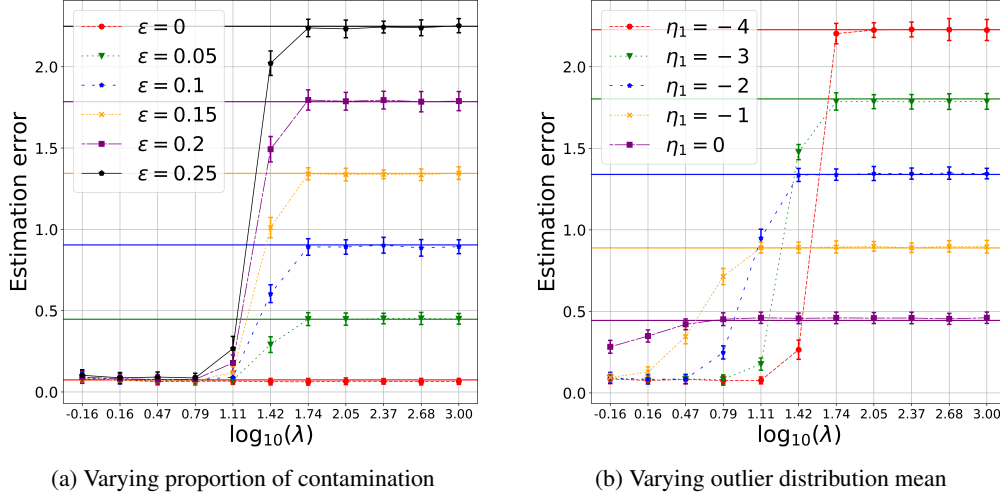 Estimation error
2.0
1.5
1.0
0.5
0.0
ε = 0
ε = 0.05
ε = 0.1
ε = 0.15
ε = 0.2
ε = 0.25
-0.16 0.16 0.47 0.79 1.11 1.42 1.74 2.05 2.37 2.68 3.00
log₁₀(λ)
(a) Varying proportion of contamination
Estimation error
2.0
1.5
1.0
0.5
0.0
η₁ = −4
η₁ = −3
η₁ = −2
η₁ = −1
η₁ = 0
-0.16 0.16 0.47 0.79 1.11 1.42 1.74 2.05 2.37 2.68 3.00
log₁₀(λ)
(b) Varying outlier distribution mean